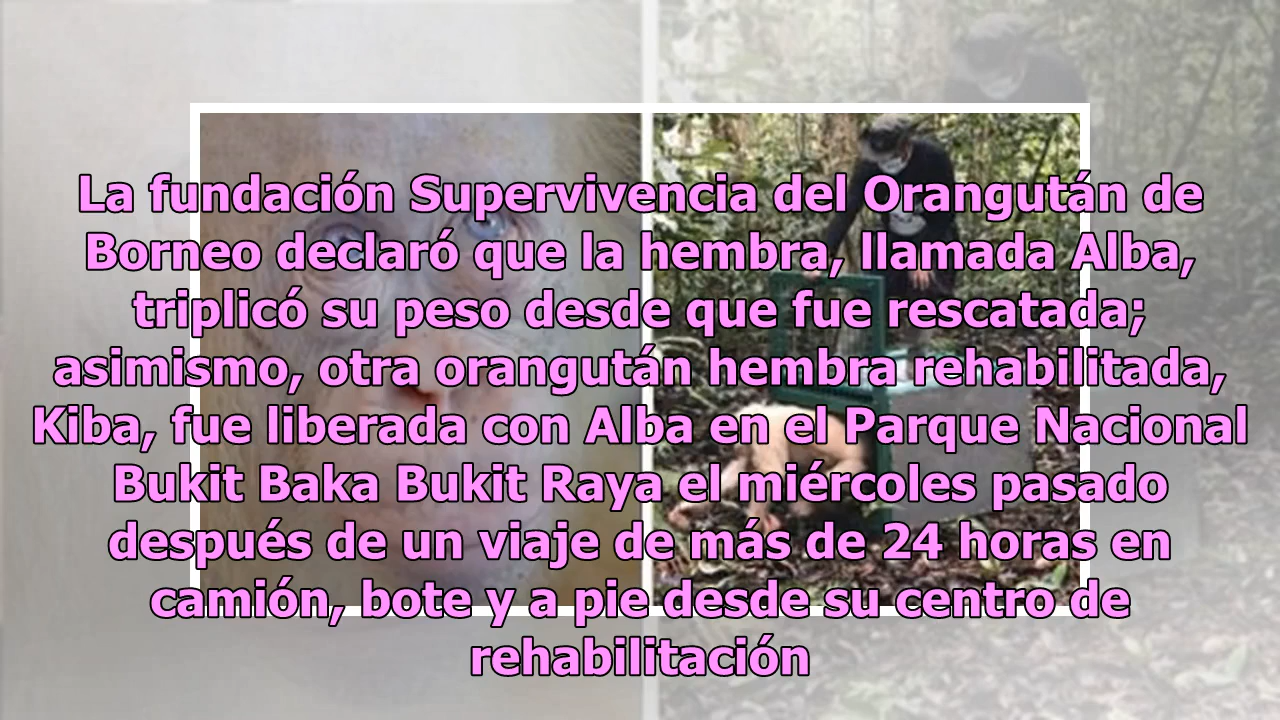 La fundación Supervivencia del Orangután de
Borneo declaró que la hembra, llamada Alba,
triplicó su peso desde que fue rescatada;
asimismo, otra orangután hembra rehabilitada,
Kiba, fue liberada con Alba en el Parque Nacional
Bukit Baka Bukit Raya el miércoles pasado
después de un viaje de más de 24 horas en
camión, bote y a pie desde su centro de
rehabilitación